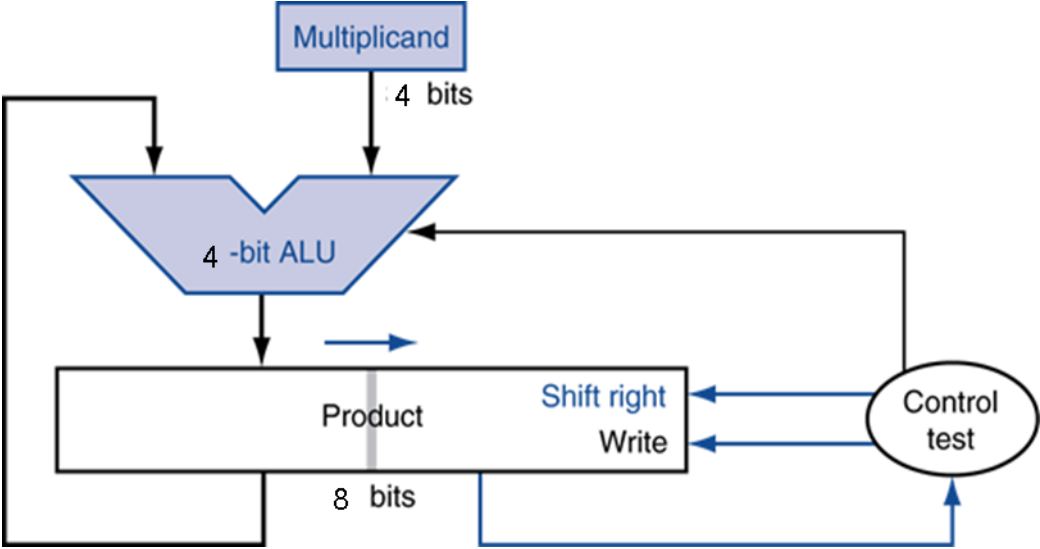 Multiplicand
4 bits
4 -bit ALU
Shift right
Product
Write
Control
test
8 bits